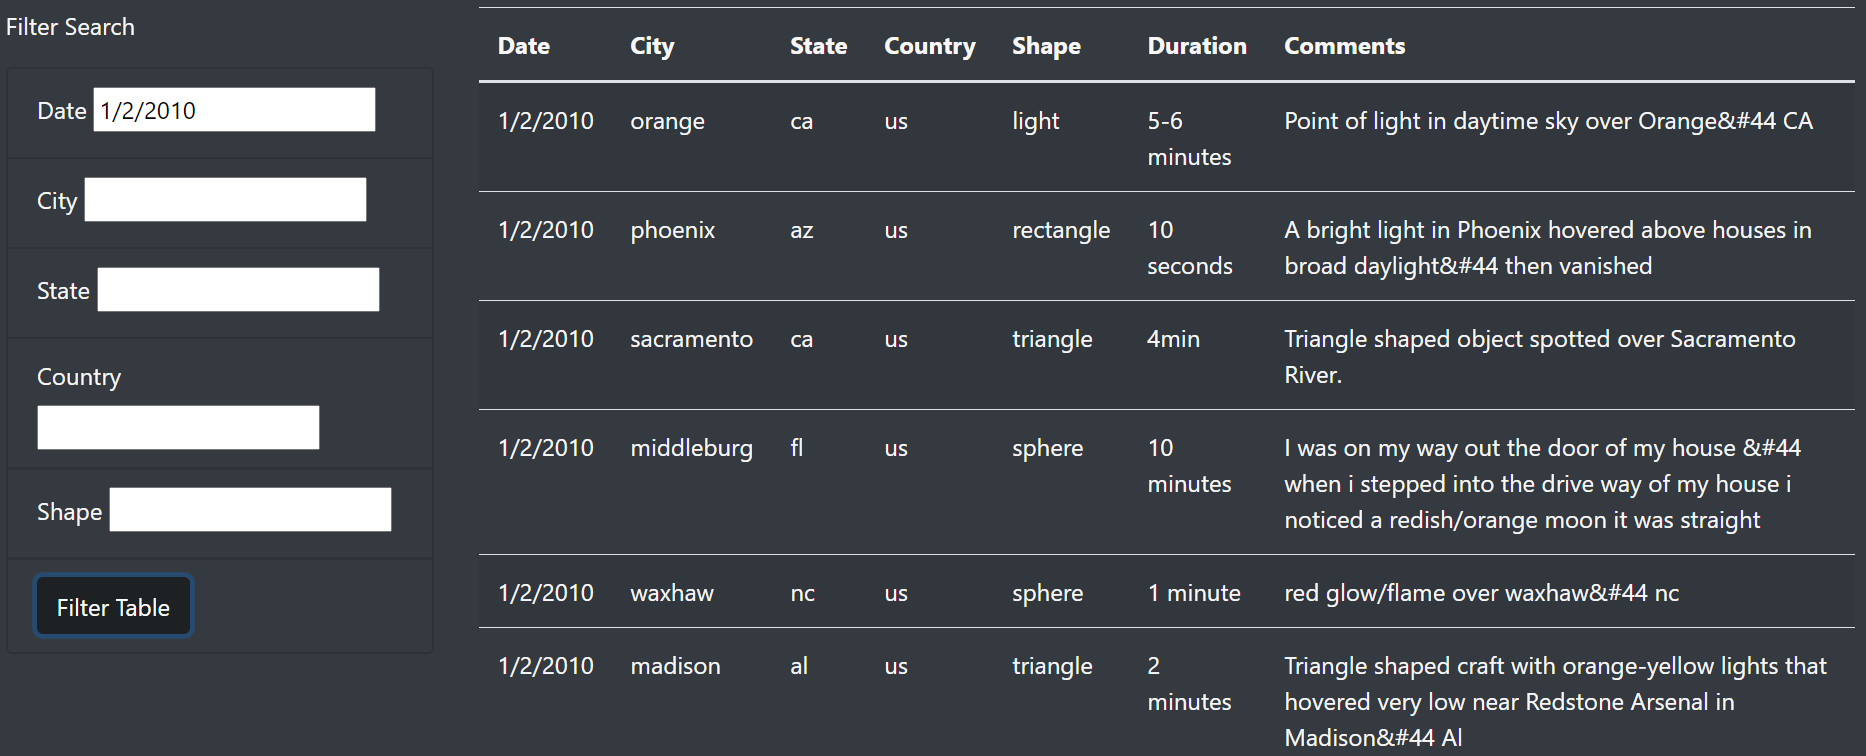 Filter Search
Date 1/2/2010
City
State
Country
Shape
Filter Table
Date City State Country Shape Duration Comments
1/2/2010 orange ca us light 5-6 Point of light in daytime sky over Orange&#44 CA
minutes
1/2/2010 phoenix az us rectangle 10 A bright light in Phoenix hovered above houses in
seconds broad daylight&#44 then vanished
1/2/2010 sacramento ca us triangle 4min Triangle shaped object spotted over Sacramento
River.
1/2/2010 middleburg fl us sphere 10 I was on my way out the door of my house &#44
minutes when i stepped into the drive way of my house i
noticed a redish/orange moon it was straight
1/2/2010 waxhaw nc us sphere 1 minute red glow/flame over waxhaw&#44 nc
1/2/2010 madison al us triangle 2 Triangle shaped craft with orange-yellow lights that
minutes hovered very low near Redstone Arsenal in
Madison&#44 Al